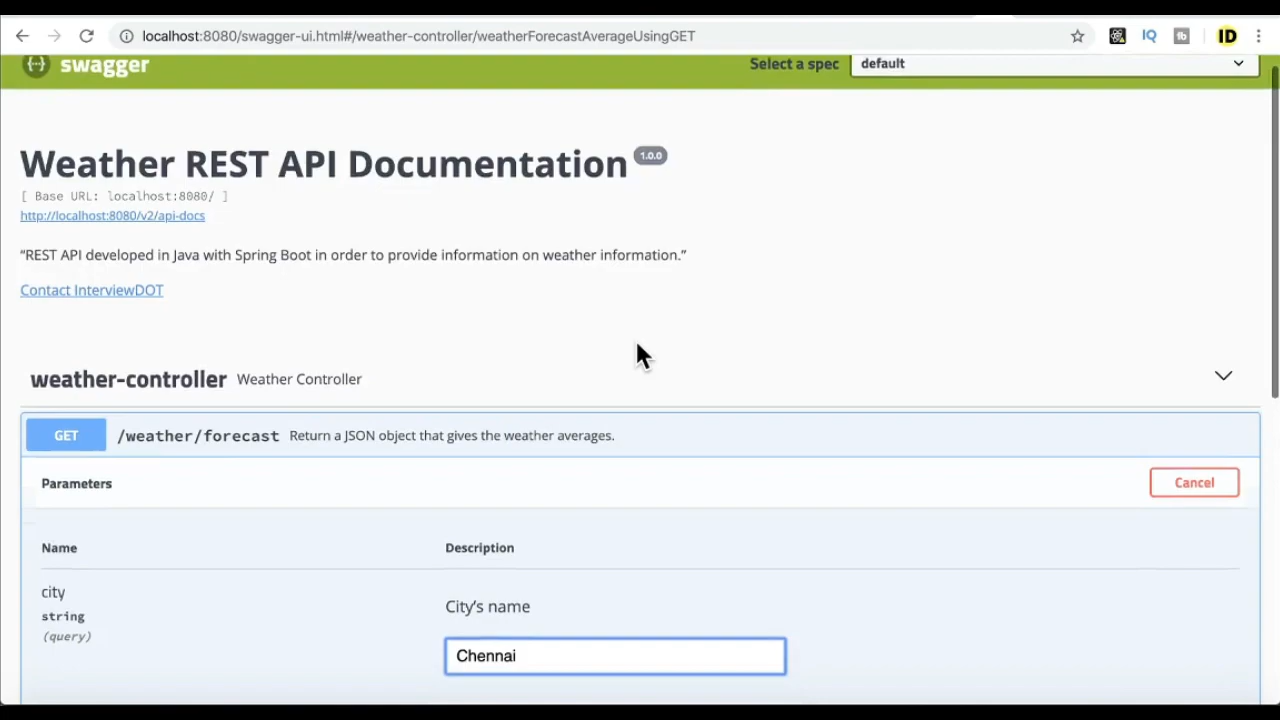 localhost:8080/swagger-ui.html#/weather-controller/weatherForecastAverageUsingGET
IQ
ID
{··} swagger
Select a spec
default
Weather REST API Documentation 1.0.0
[ Base URL: localhost:8080/ ]
http://localhost:8080/v2/api-docs
“REST API developed in Java with Spring Boot in order to provide information on weather information.”
Contact InterviewDOT
weather-controller Weather Controller
GET /weather/forecast Return a JSON object that gives the weather averages.
Parameters
Cancel
Name
Description
city
string
(query)
City’s name
Chennai